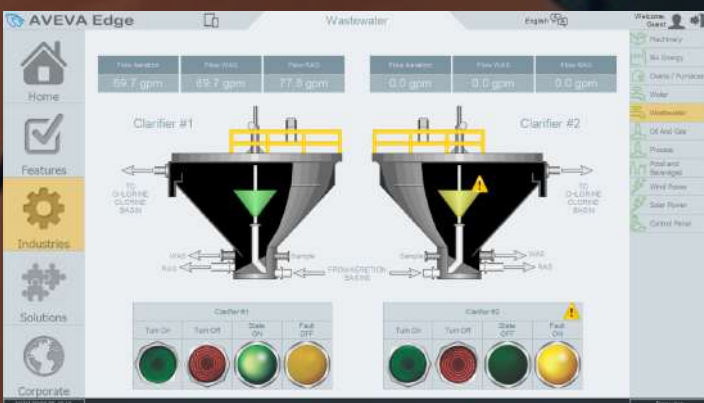 AVEVA Edge
Wastewater
English
Welcome,
Guest
Home
Features
Industries
Solutions
Corporate
Flow Aeration
Flow WAS
Flow RAS
69.7 gpm
69.7 gpm
77.8 gpm
Flow Aeration
Flow WAS
Flow RAS
0.0 gpm
0.0 gpm
0.0 gpm
Clarifier #1
Clarifier #2
TO
CHLORINE
CLORINE
BASIN
TO
CHLORINE
CLORINE
BASIN
WAS
RAS
Sample
FROM AERETION
BASINS
Sample
WAS
RAS
Clarifier #1
Turn On
Turn Off
State
ON
Fault
OFF
Clarifier #2
Turn On
Turn Off
State
OFF
Fault
ON
Machinery
Energy
Ovens / Furnaces
Water
Wastewater
Oil And Gas
Process
Food and
Beverages
Wind Power
Solar Power
Control Panel